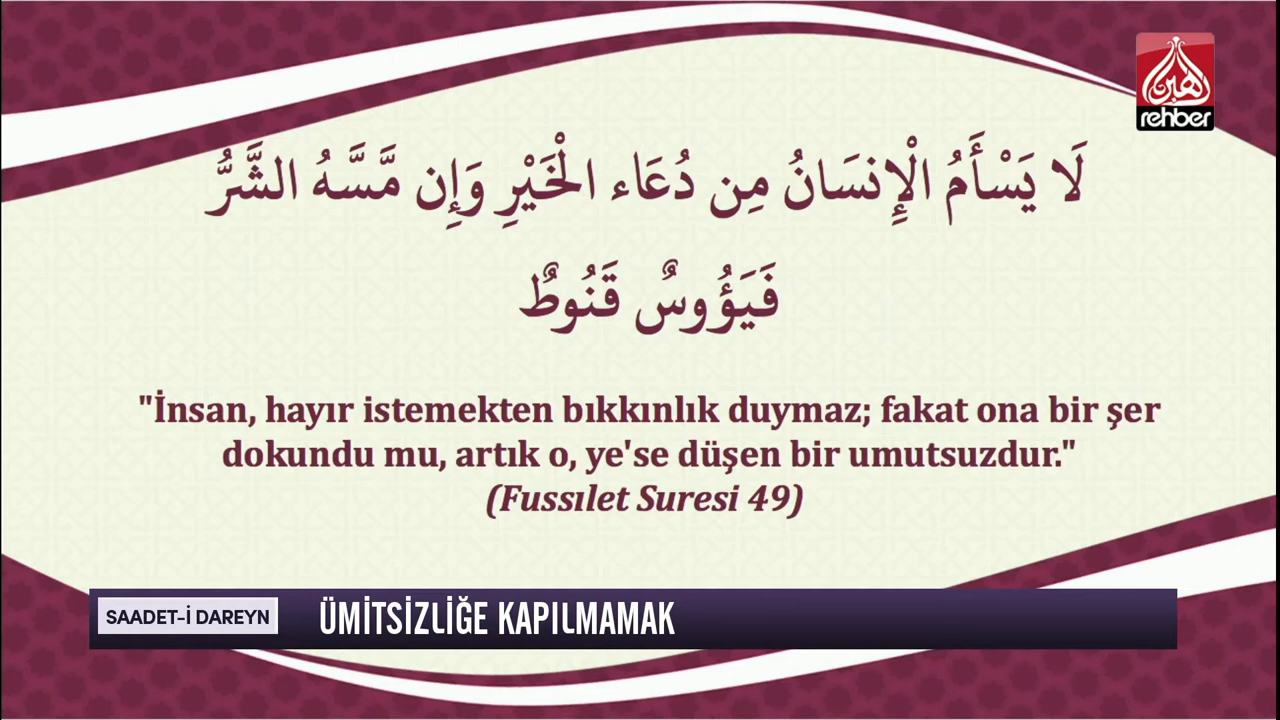 رهبر
rehber
لَا يَسْأَمُ الْإِنسَانُ مِن دُعَاء الْخَيْرِ وَإِن مَّسَّهُ الشَّرُّ
فَيَؤُوسٌ قَنُوطٌ
"İnsan, hayır istemekten bıkkınlık duymaz; fakat ona bir şer
dokundu mu, artık o, ye'se düşen bir umutsuzdur."
(Fussılet Suresi 49)
SAADET-İ DAREYN
ÜMİTSİZLİĞE KAPILMAMAK